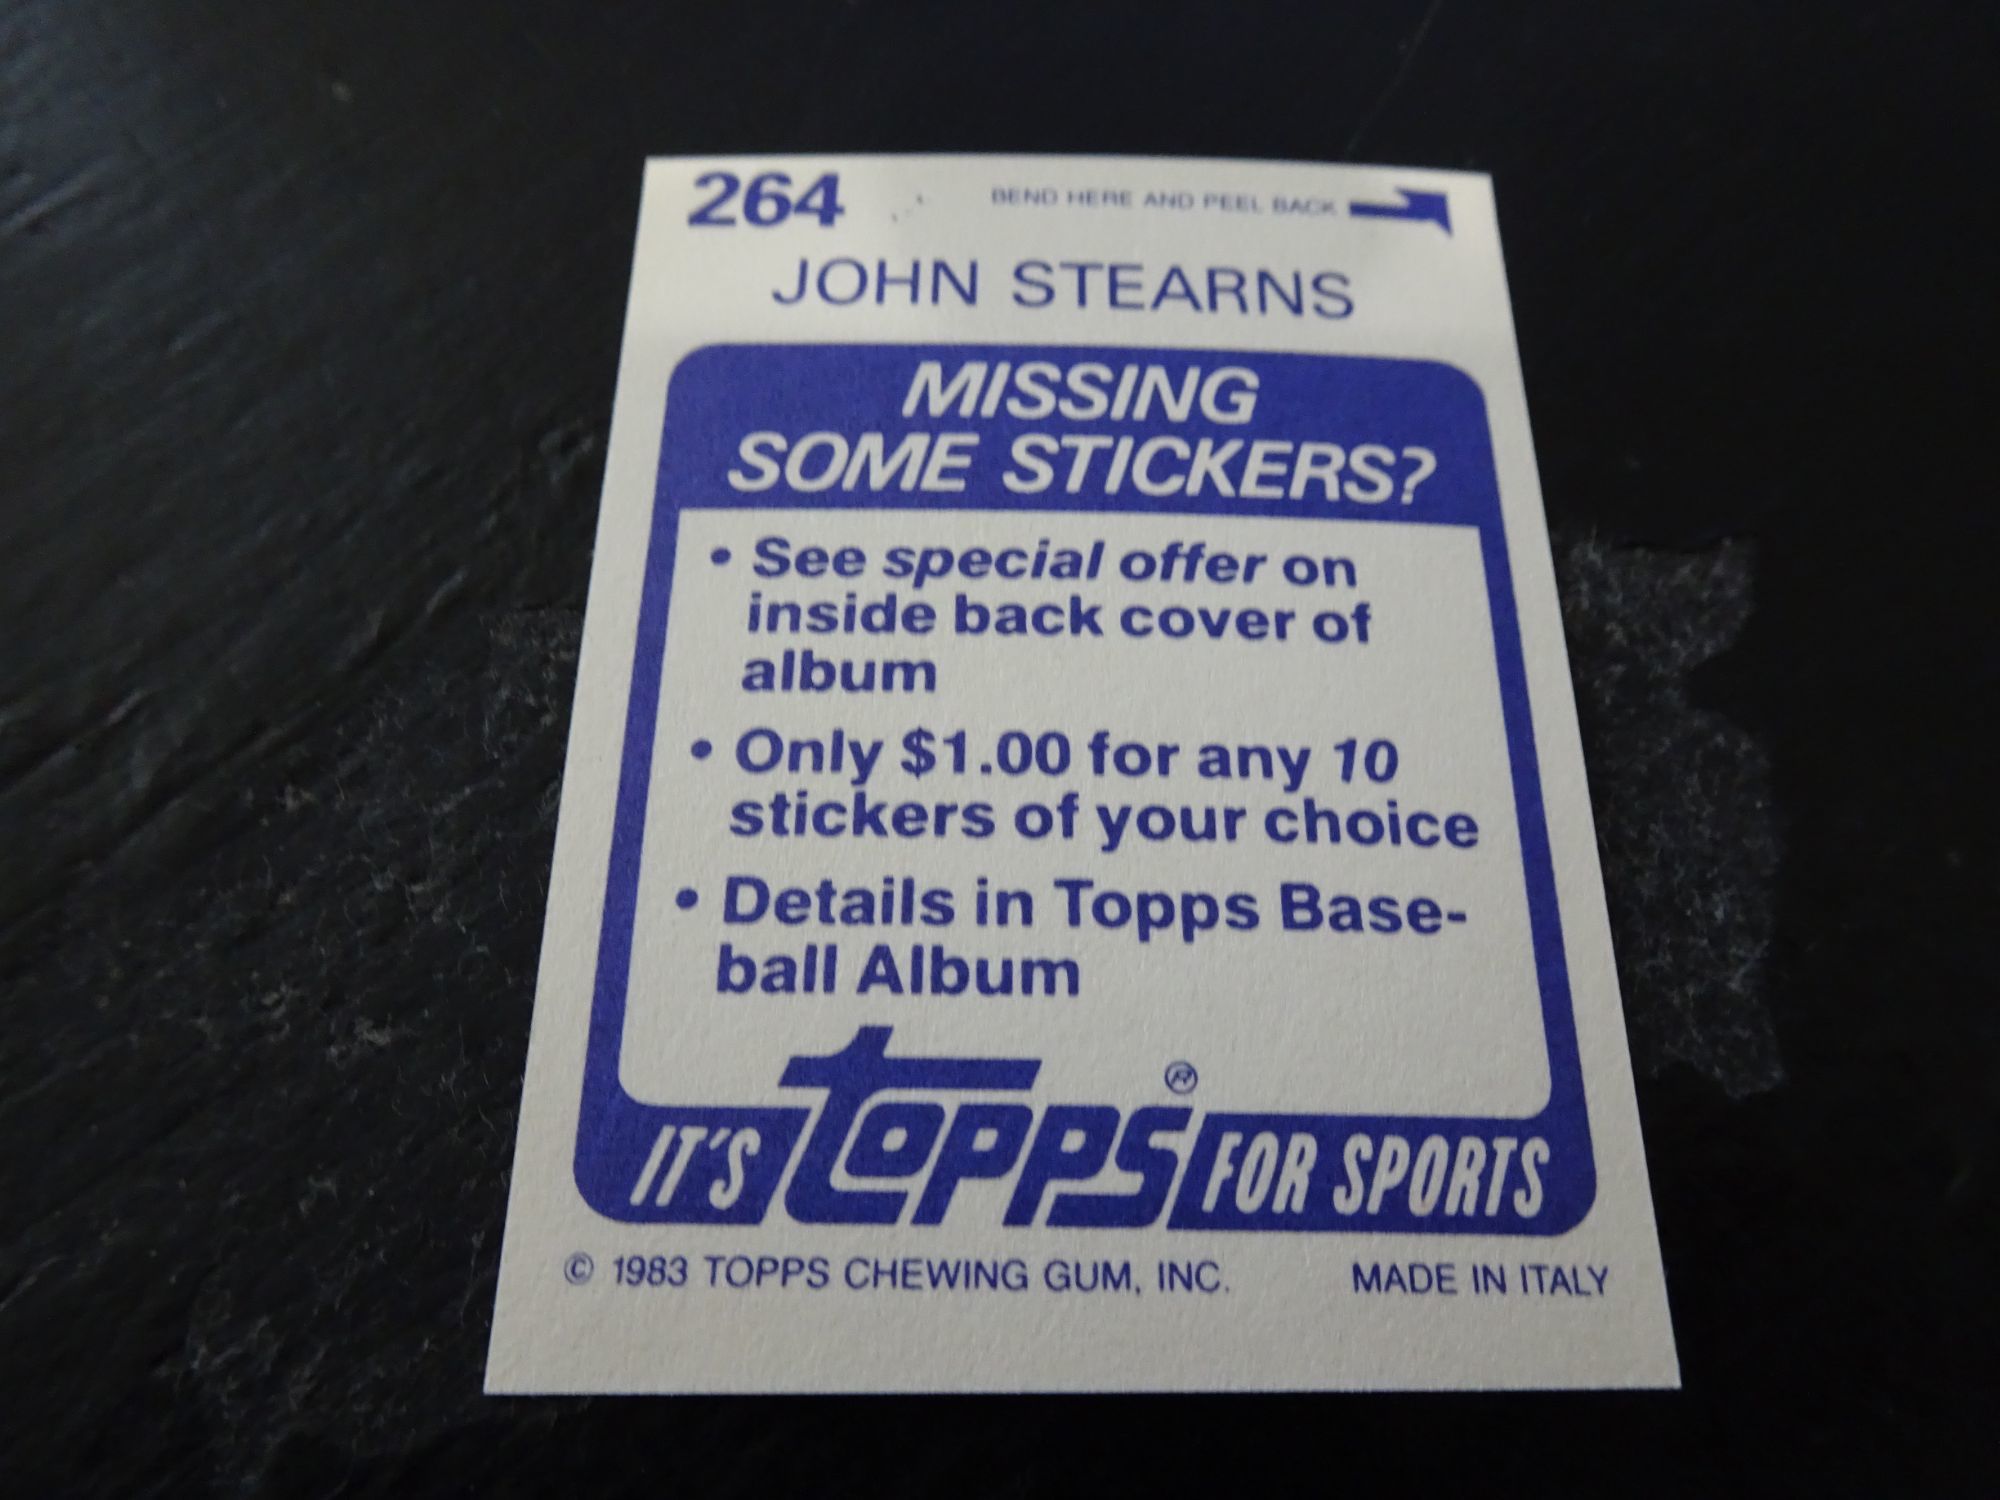 264 BEND HERE AND PEEL BACK
JOHN STEARNS
MISSING
SOME STICKERS?
• See special offer on
inside back cover of
album
• Only $1.00 for any 10
stickers of your choice
• Details in Topps Base-
ball Album
IT'S topps® FOR SPORTS
© 1983 TOPPS CHEWING GUM, INC. MADE IN ITALY